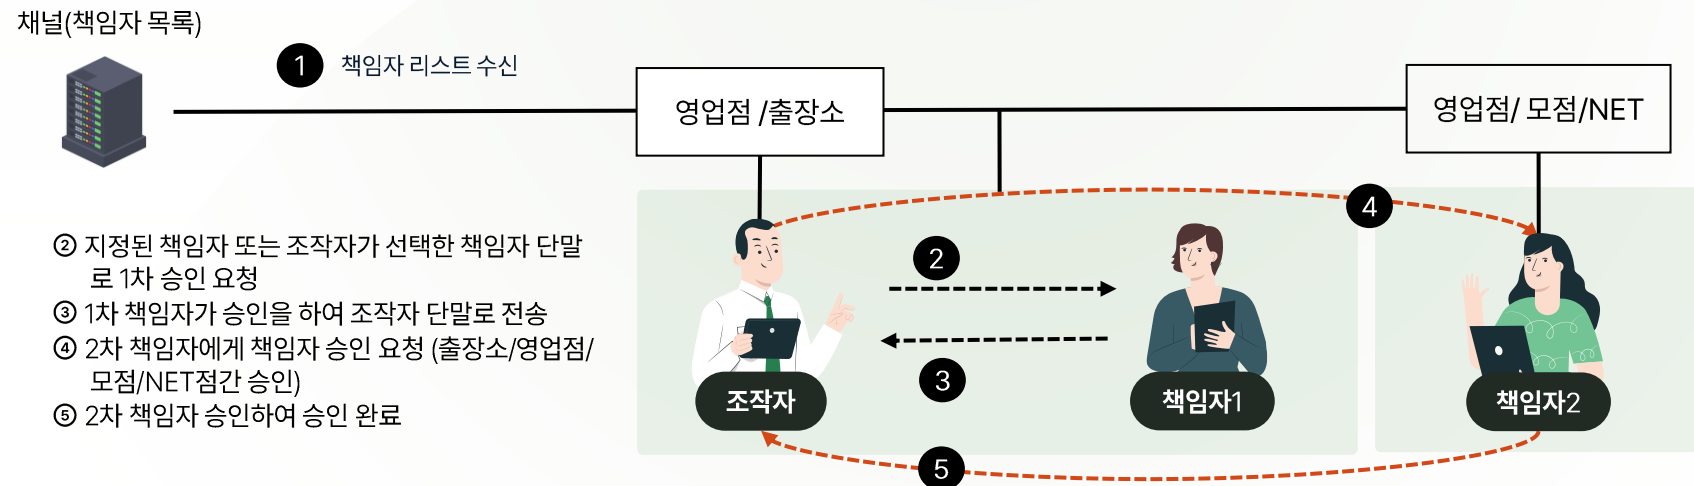 채널(책임자 목록)
1 책임자 리스트 수신
영업점 /출장소
영업점/ 모점/NET
4
② 지정된 책임자 또는 조작자가 선택한 책임자 단말
로 1차 승인 요청
③ 1차 책임자가 승인을 하여 조작자 단말로 전송
④ 2차 책임자에게 책임자 승인 요청 (출장소/영업점/
모점/NET점간 승인)
⑤ 2차 책임자 승인하여 승인 완료
2
3
조작자
책임자1
책임자2
5